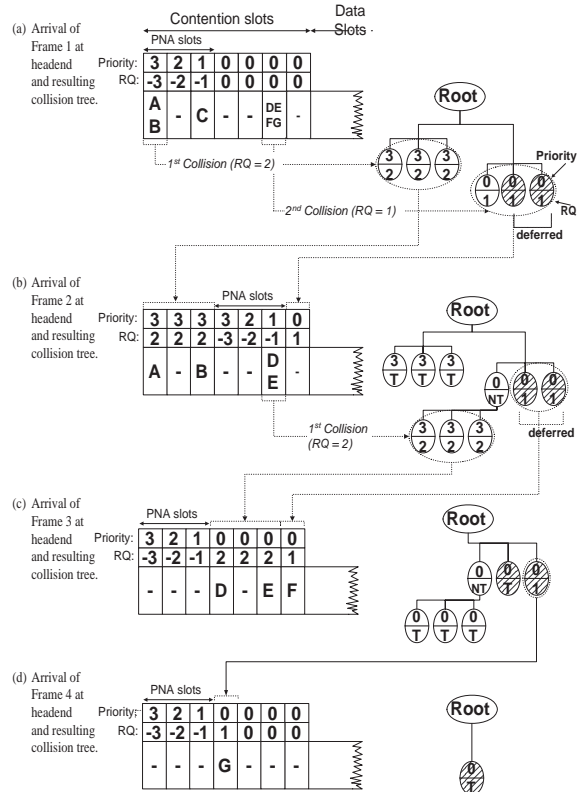 Contention slots
Data Slots
(a) Arrival of Frame 1 at headend and resulting collision tree.
PNA slots
Priority: 3 2 1 0 0 0 0
RQ: -3 -2 -1 0 0 0 0
A B - C - - DE FG -
1st Collision (RQ = 2)
2nd Collision (RQ = 1)
Root
3 2 3 2 3 2
0 1 0 1 0 1
Priority
RQ
deferred
(b) Arrival of Frame 2 at headend and resulting collision tree.
PNA slots
Priority: 3 3 3 3 2 1 0
RQ: 2 2 2 -3 -2 -1 1
A - B - - D E -
1st Collision (RQ = 2)
Root
3 T 3 T 3 T
0 NT 0 1 0 1
3 2 3 2 3 2
deferred
(c) Arrival of Frame 3 at headend and resulting collision tree.
PNA slots
Priority: 3 2 1 0 0 0 0
RQ: -3 -2 -1 2 2 2 1
- - - D - E F
Root
0 NT 0 T 0 1
0 T 0 T 0 T
(d) Arrival of Frame 4 at headend and resulting collision tree.
PNA slots
Priority: 3 2 1 0 0 0 0
RQ: -3 -2 -1 1 0 0 0
- - - G - - -
Root
0 T